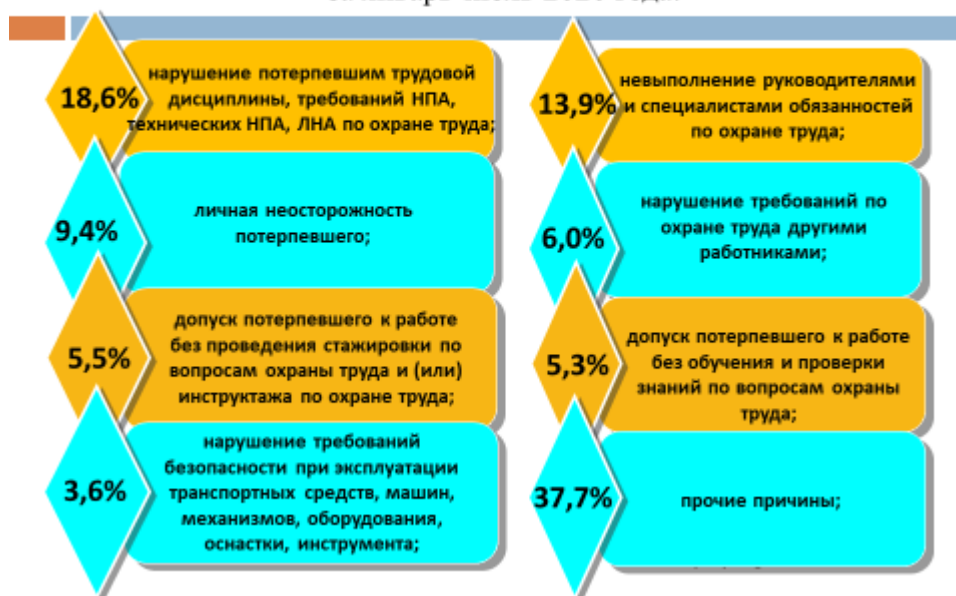 18,6%
нарушение потерпевшим трудовой
дисциплины, требований НПА,
технических НПА, ЛНА по охране труда;
13,9%
невыполнение руководителями
и специалистами обязанностей
по охране труда;
9,4%
личная неосторожность
потерпевшего;
6,0%
нарушение требований по
охране труда другими
работниками;
5,5%
допуск потерпевшего к работе
без проведения стажировки по
вопросам охраны труда и (или)
инструктажа по охране труда;
5,3%
допуск потерпевшего к работе
без обучения и проверки
знаний по вопросам охраны
труда;
3,6%
нарушение требований
безопасности при эксплуатации
транспортных средств, машин,
механизмов, оборудования,
оснастки, инструмента;
37,7%
прочие причины;